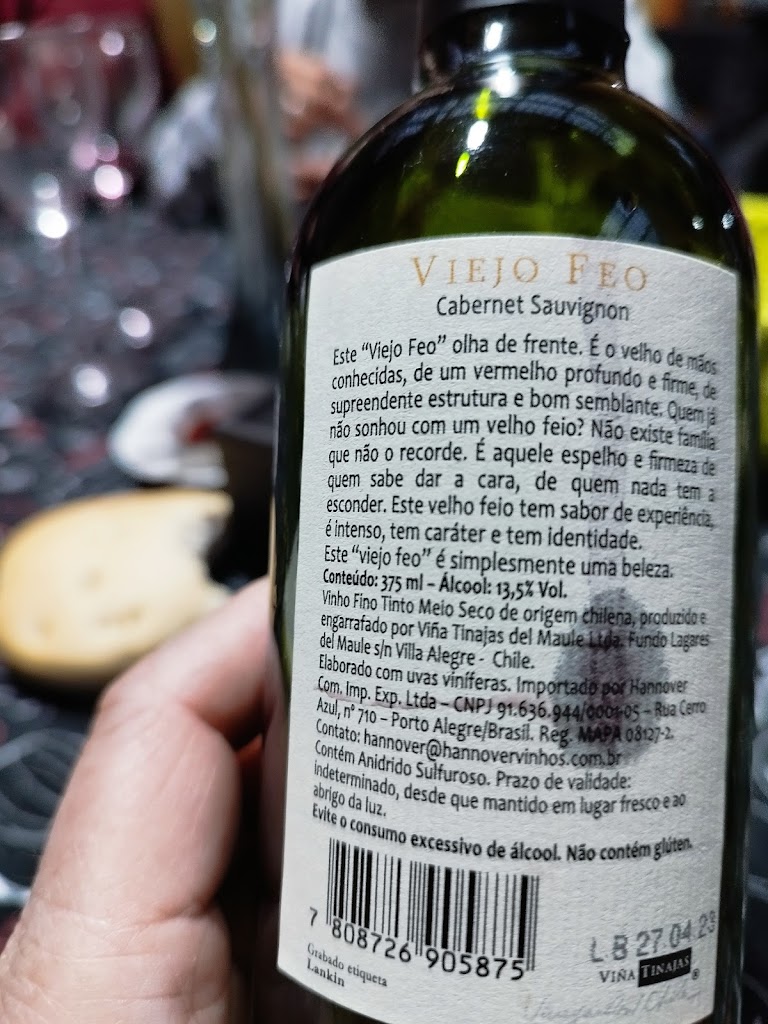 VIEJO FEO
Cabernet Sauvignon
Este “Viejo Feo” olha de frente. É o velho de mãos
conhecidas, de um vermelho profundo e firme, de
supreendente estrutura e bom semblante. Quem já
não sonhou com um velho feio? Não existe família
que não o recorde. É aquele espelho e firmeza de
quem sabe dar a cara, de quem nada tem a
esconder. Este velho feio tem sabor de experiência,
é intenso, tem caráter e tem identidade.
Este “viejo feo” é simplesmente uma beleza.
Conteúdo: 375 ml – Álcool: 13,5% Vol.
Vinho Fino Tinto Meio Seco de origem chilena, produzido e
engarrafado por Viña Tinajas del Maule Ltda. Fundo Lagares
del Maule s/n Villa Alegre - Chile.
Elaborado com uvas viníferas. Importado por Hannover
Com. Imp. Exp. Ltda – CNPJ 91.636.944/0001-05 – Rua Cerro
Azul, nº 710 – Porto Alegre/Brasil. Reg. MAPA 08127-2.
Contato: hannover@hannovervinhos.com.br
Contém Anidrido Sulfuroso. Prazo de validade:
indeterminado, desde que mantido em lugar fresco e ao
abrigo da luz.
Evite o consumo excessivo de álcool. Não contém glúten.
7 808726 905875
Grabado etiqueta
Lankin
L B 27.04.23
VIÑA TINAJAS ®